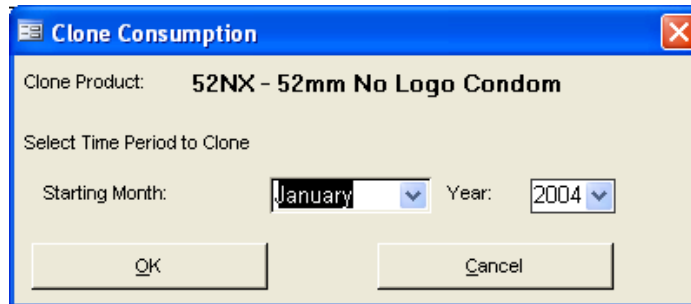 Clone Consumption
Clone Product: 52NX - 52mm No Logo Condom
Select Time Period to Clone
Starting Month: January Year: 2004
OK Cancel